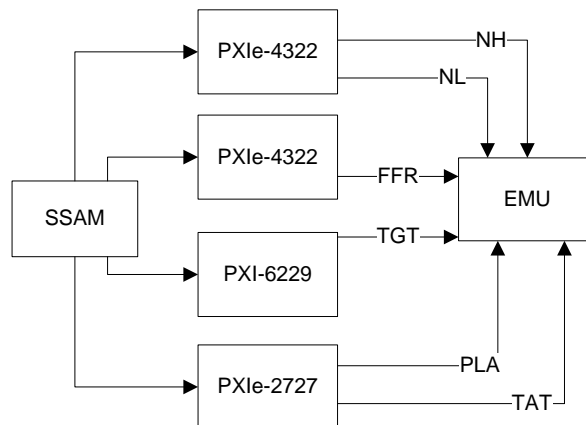 PXIe-4322
NH
NL
PXIe-4322
FFR
SSAM
EMU
TGT
PXI-6229
PLA
PXIe-2727
TAT